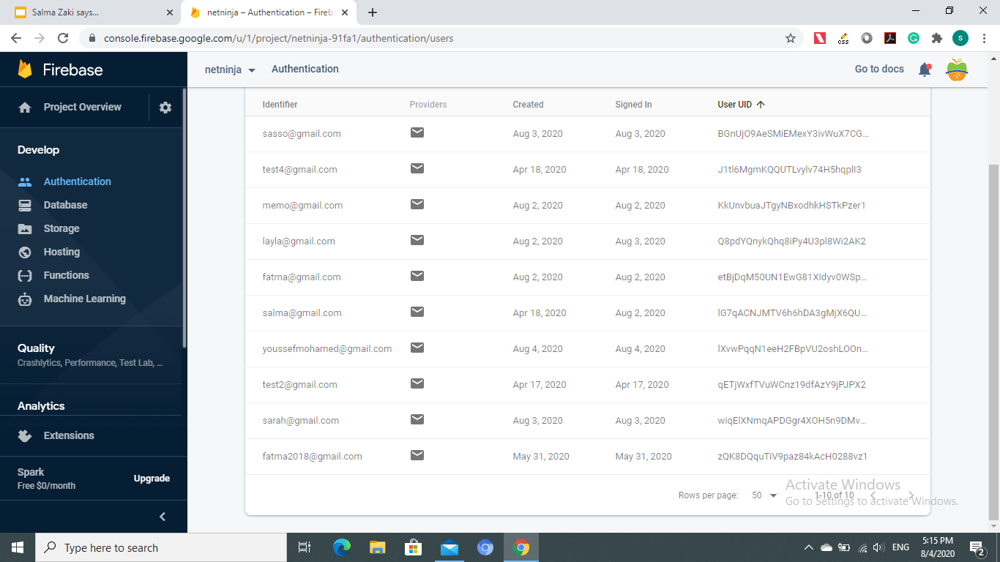 Salma Zaki says...
netninja – Authentication – Fireb
console.firebase.google.com/u/1/project/netninja-91fa1/authentication/users
css
s
Firebase
netninja
Authentication
Go to docs
Project Overview
Develop
Authentication
Database
Storage
Hosting
Functions
Machine Learning
Quality
Crashlytics, Performance, Test Lab, ...
Analytics
Extensions
Spark
Free $0/month
Upgrade
Identifier Providers Created Signed In User UID
sasso@gmail.com Aug 3, 2020 Aug 3, 2020 BGnUjO9AeSMiEMexY3ivWuX7CG...
test4@gmail.com Apr 18, 2020 Apr 18, 2020 J1tl6MgmKQQUTLvylv74H5hqplI3
memo@gmail.com Aug 2, 2020 Aug 2, 2020 KkUnvbuaJTgyNBxodhkHSTkPzer1
layla@gmail.com Aug 2, 2020 Aug 3, 2020 Q8pdYQnykQhq8iPy4U3pl8Wi2AK2
fatma@gmail.com Aug 2, 2020 Aug 2, 2020 etBjDqM50UN1EwG81XIdyv0WSp...
salma@gmail.com Apr 18, 2020 Aug 2, 2020 lG7qACNJMTV6h6hDA3gMjX6QU...
youssefmohamed@gmail.com Aug 4, 2020 Aug 4, 2020 lXvwPqqN1eeH2FBpVU2oshLOOn...
test2@gmail.com Apr 17, 2020 Apr 17, 2020 qETjWxfTVuWCnz19dfAzY9jPJPX2
sarah@gmail.com Aug 3, 2020 Aug 3, 2020 wiqElXNmqAPDGgr4XOH5n9DMv...
fatma2018@gmail.com May 31, 2020 May 31, 2020 zQK8DQquTiV9paz84kAcH0288vz1
Rows per page: 50 1-10 of 10
Activate Windows
Go to Settings to activate Windows.
Type here to search
ENG
5:15 PM
8/4/2020
2